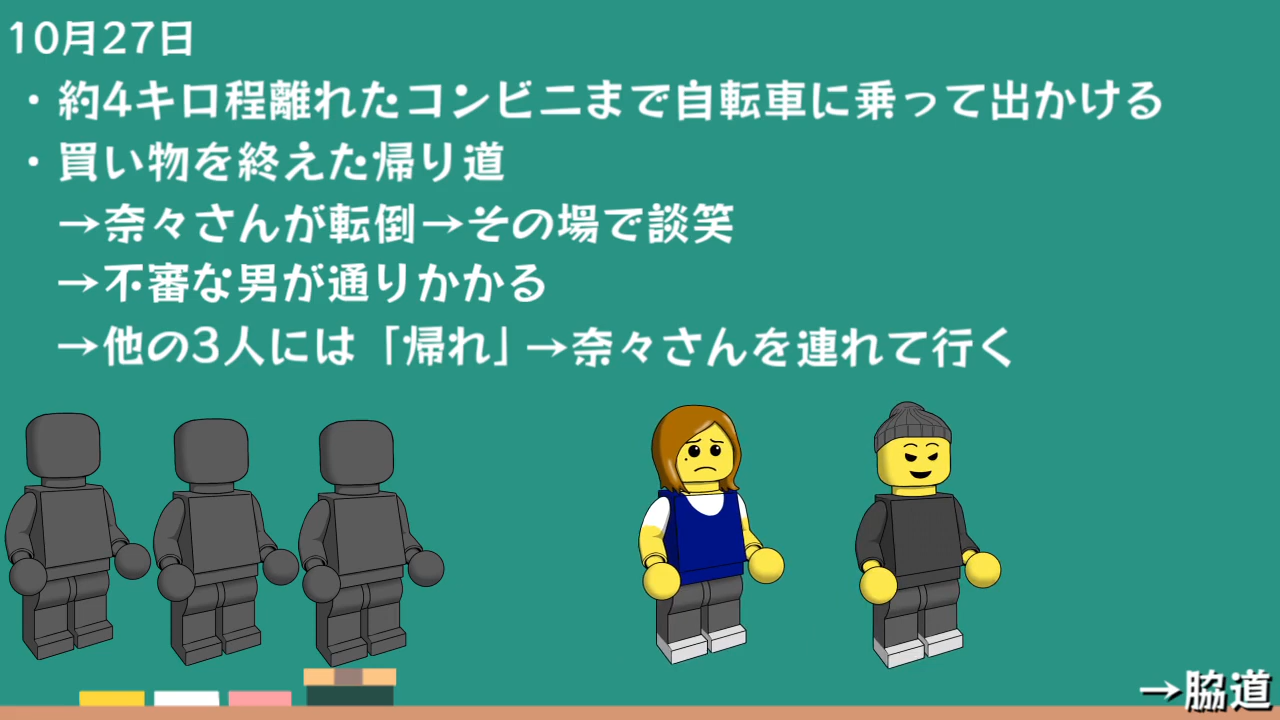 10月27日
・約4キロ程離れたコンビニまで自転車に乗って出かける
・買い物を終えた帰り道
→奈々さんが転倒→その場で談笑
→不審な男が通りかかる
→他の3人には「帰れ」→奈々さんを連れて行く
→脇道